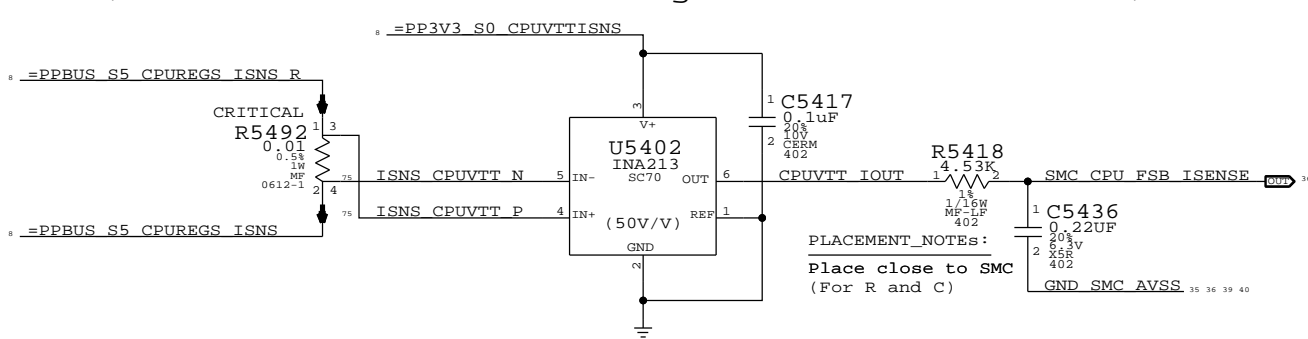 8 =PP3V3_S0_CPUVTTISNS
8 =PPBUS_S5_CPUREGS_ISNS_R
CRITICAL
R5492
0.01
0.5%
1W
MF
0612-1
1 3
2 4
8 =PPBUS_S5_CPUREGS_ISNS
75 ISNS_CPUVTT_N
75 ISNS_CPUVTT_P
3
V+
U5402
INA213
SC70
5 IN-
4 IN+
OUT 6
REF 1
(50V/V)
GND
2
1 C5417
0.1uF
20%
10V
2 CERM
402
CPUVTT_IOUT
R5418
4.53K
1 2
1%
1/16W
MF-LF
402
SMC_CPU_FSB_ISENSE OUT
1 C5436
0.22UF
20%
6.3V
2 X5R
402
PLACEMENT_NOTEs:
Place close to SMC
(For R and C)
GND_SMC_AVSS 35 36 39 40